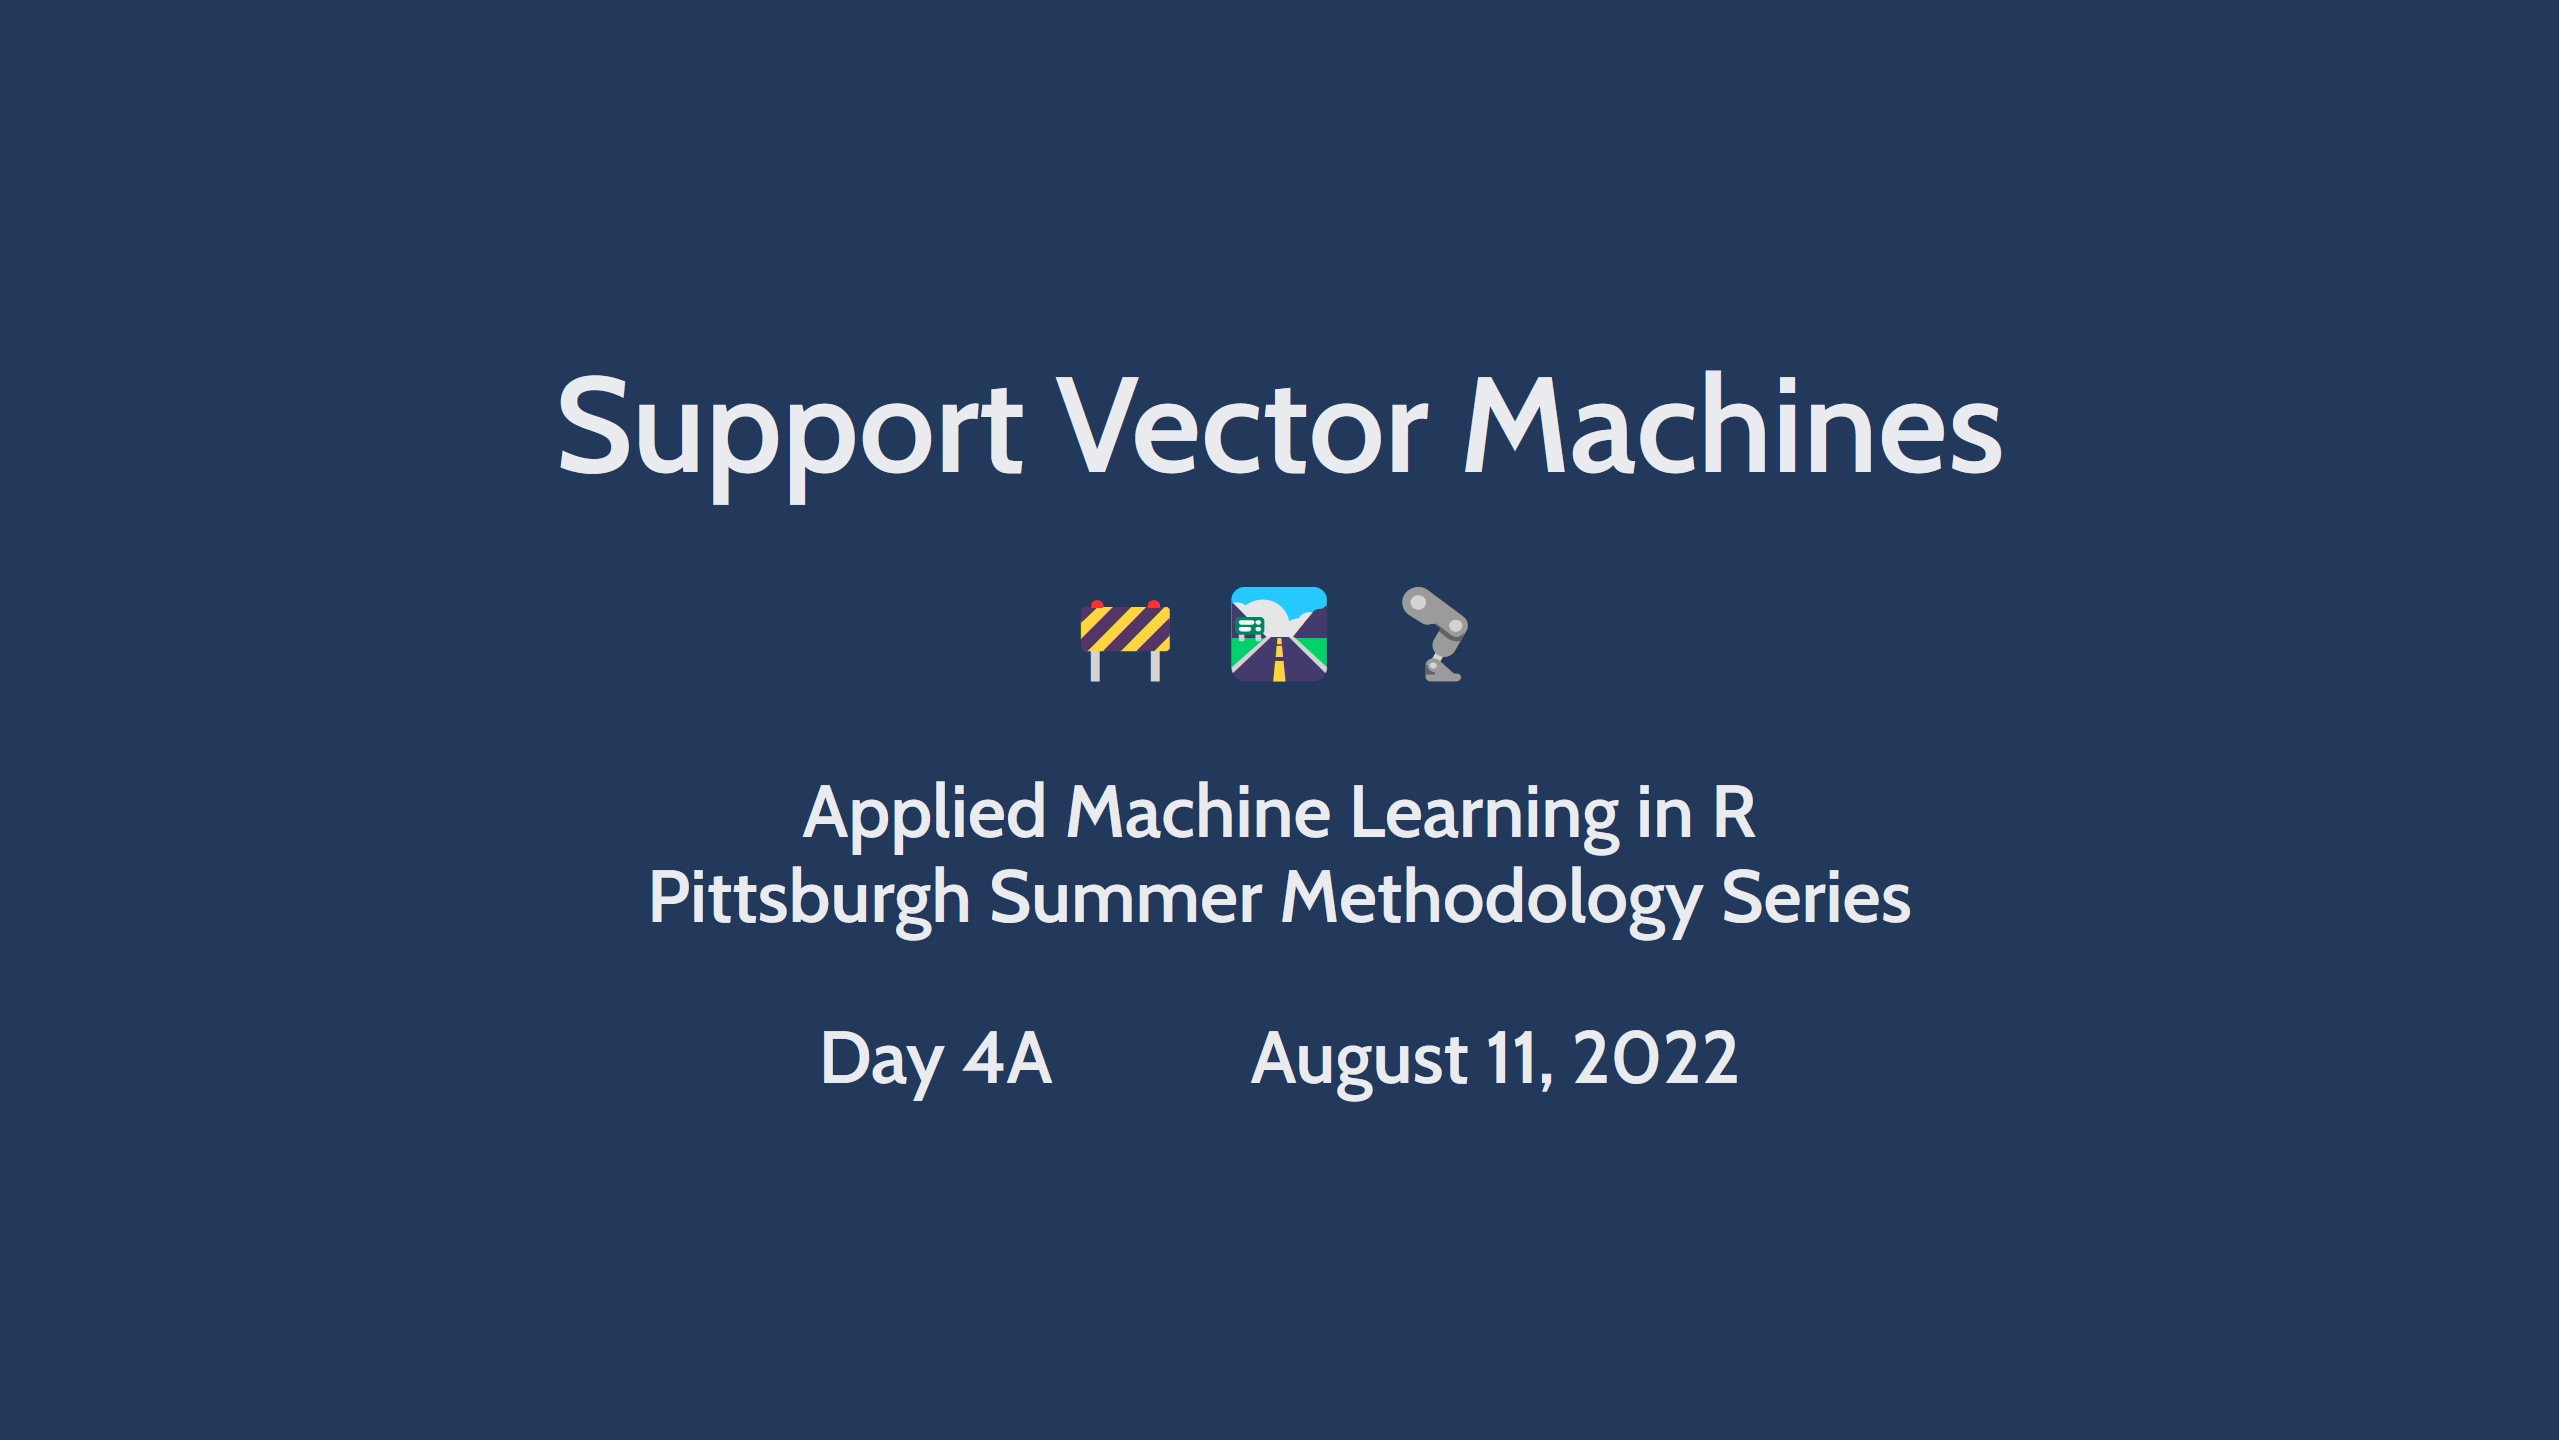 Support Vector Machines
Applied Machine Learning in R
Pittsburgh Summer Methodology Series
Day 4A August 11, 2022